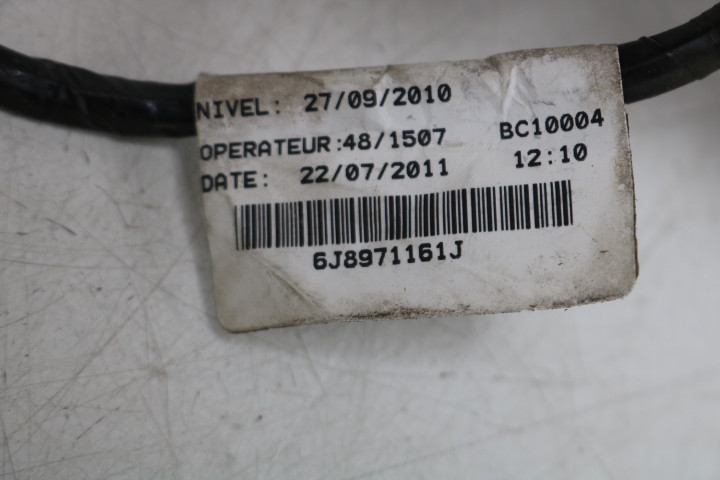 NIVEL: 27/09/2010
OPERATEUR:48/1507 BC10004
DATE: 22/07/2011 12:10
6J8971161J